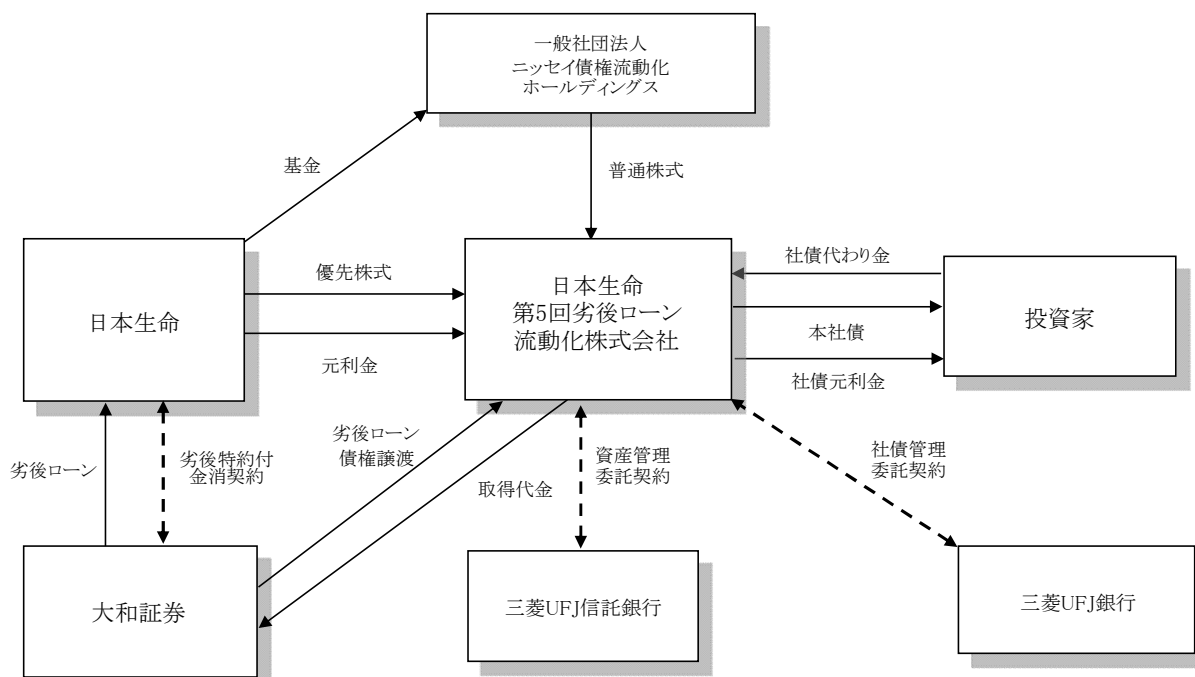 一般社団法人
ニッセイ債権流動化
ホールディングス
基金
普通株式
日本生命
優先株式
元利金
日本生命
第5回劣後ローン
流動化株式会社
社債代わり金
本社債
社債元利金
投資家
劣後ローン
劣後特約付
金消契約
劣後ローン
債権譲渡
取得代金
資産管理
委託契約
社債管理
委託契約
大和証券
三菱UFJ信託銀行
三菱UFJ銀行